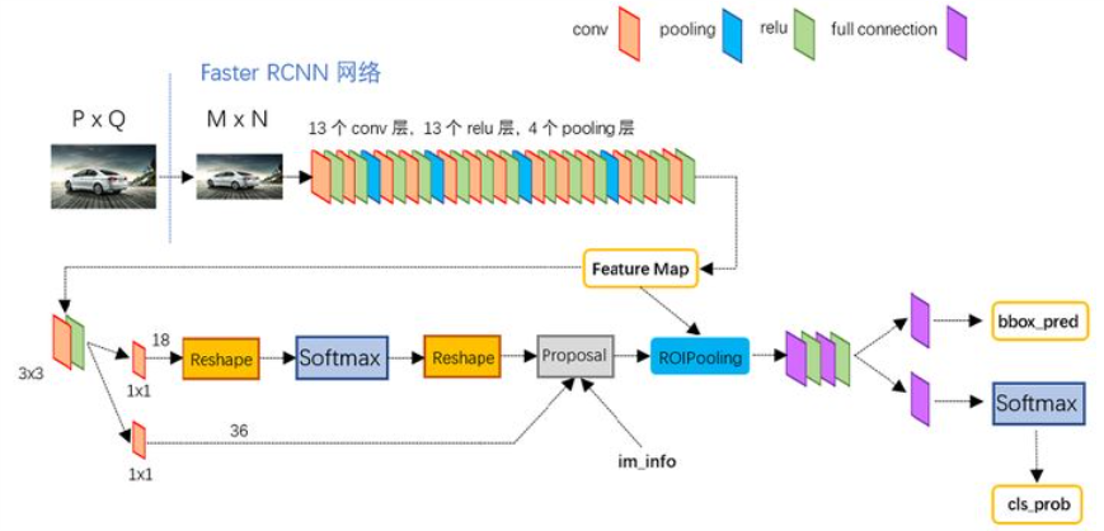 conv
pooling
relu
full connection
Faster RCNN 网络
P x Q
M x N
13 个 conv 层, 13 个 relu 层, 4 个 pooling 层
Feature Map
3x3
1x1
18
Reshape
Softmax
Reshape
Proposal
ROIPooling
bbox_pred
1x1
36
im_info
Softmax
cls_prob